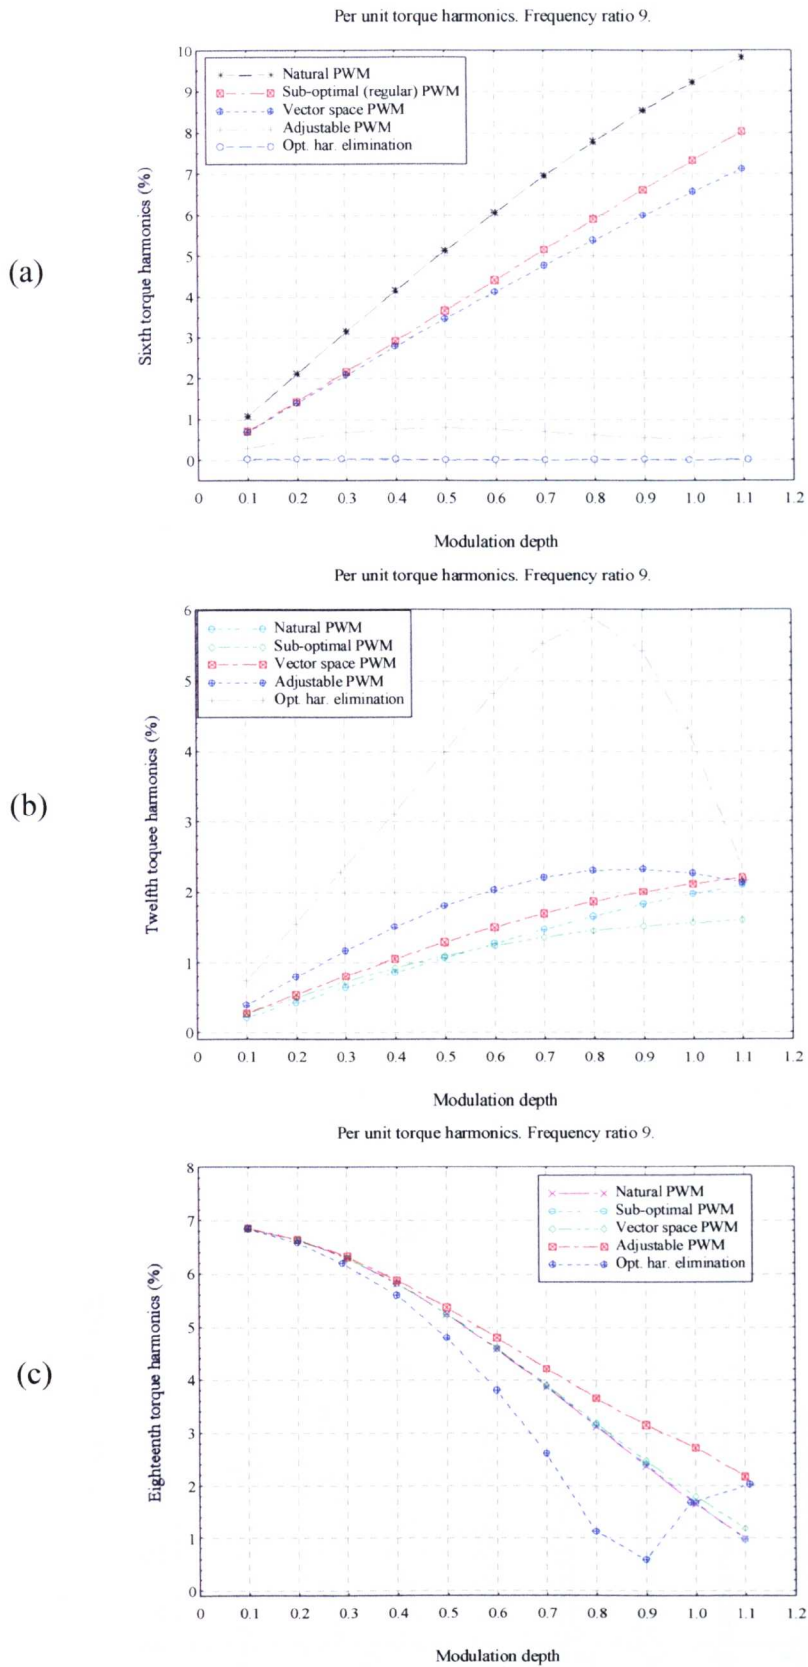 Per unit torque harmonics. Frequency ratio 9.
(a)
Sixth torque harmonics (%)
10
9
8
7
6
5
4
3
2
1
0
Natural PWM
Sub-optimal (regular) PWM
Vector space PWM
Adjustable PWM
Opt. har. elimination
0 0.1 0.2 0.3 0.4 0.5 0.6 0.7 0.8 0.9 1.0 1.1 1.2
Modulation depth
Per unit torque harmonics. Frequency ratio 9.
(b)
Twelfth toquee harmonics (%)
6
5
4
3
2
1
0
Natural PWM
Sub-optimal PWM
Vector space PWM
Adjustable PWM
Opt. har. elimination
0 0.1 0.2 0.3 0.4 0.5 0.6 0.7 0.8 0.9 1.0 1.1 1.2
Modulation depth
Per unit torque harmonics. Frequency ratio 9.
(c)
Eighteenth torque harmonics (%)
8
7
6
5
4
3
2
1
0
Natural PWM
Sub-optimal PWM
Vector space PWM
Adjustable PWM
Opt. har. elimination
0 0.1 0.2 0.3 0.4 0.5 0.6 0.7 0.8 0.9 1.0 1.1 1.2
Modulation depth